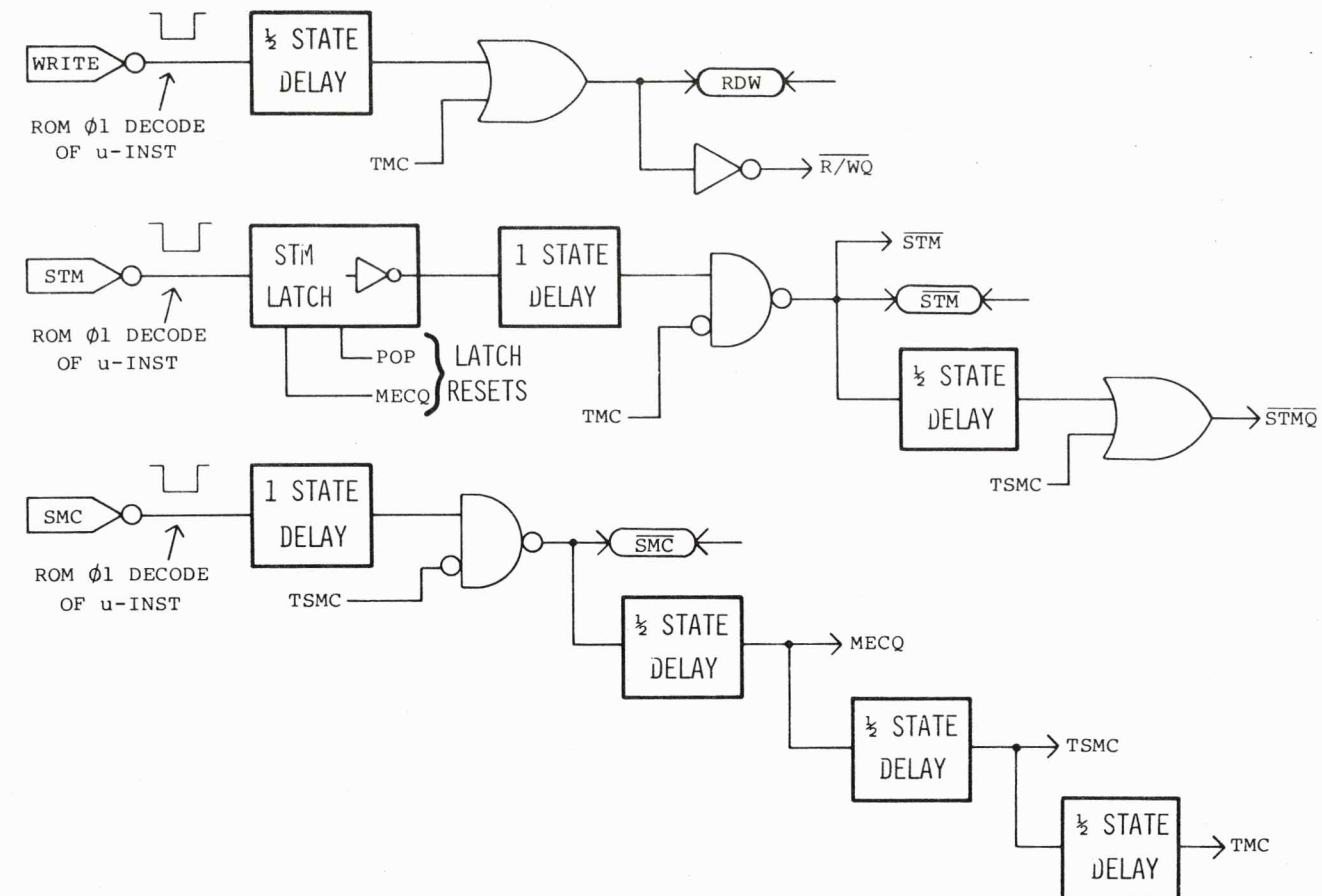 WRITE
ROM φ1 DECODE
OF u-INST
½ STATE
DELAY
TMC
RDW
R/WQ
STM
ROM φ1 DECODE
OF u-INST
STM
LATCH
POP
MECQ
LATCH
RESETS
1 STATE
DELAY
TMC
STM
STM
½ STATE
DELAY
TSMC
STMQ
SMC
ROM φ1 DECODE
OF u-INST
1 STATE
DELAY
TSMC
SMC
½ STATE
DELAY
MECQ
½ STATE
DELAY
TSMC
½ STATE
DELAY
TMC